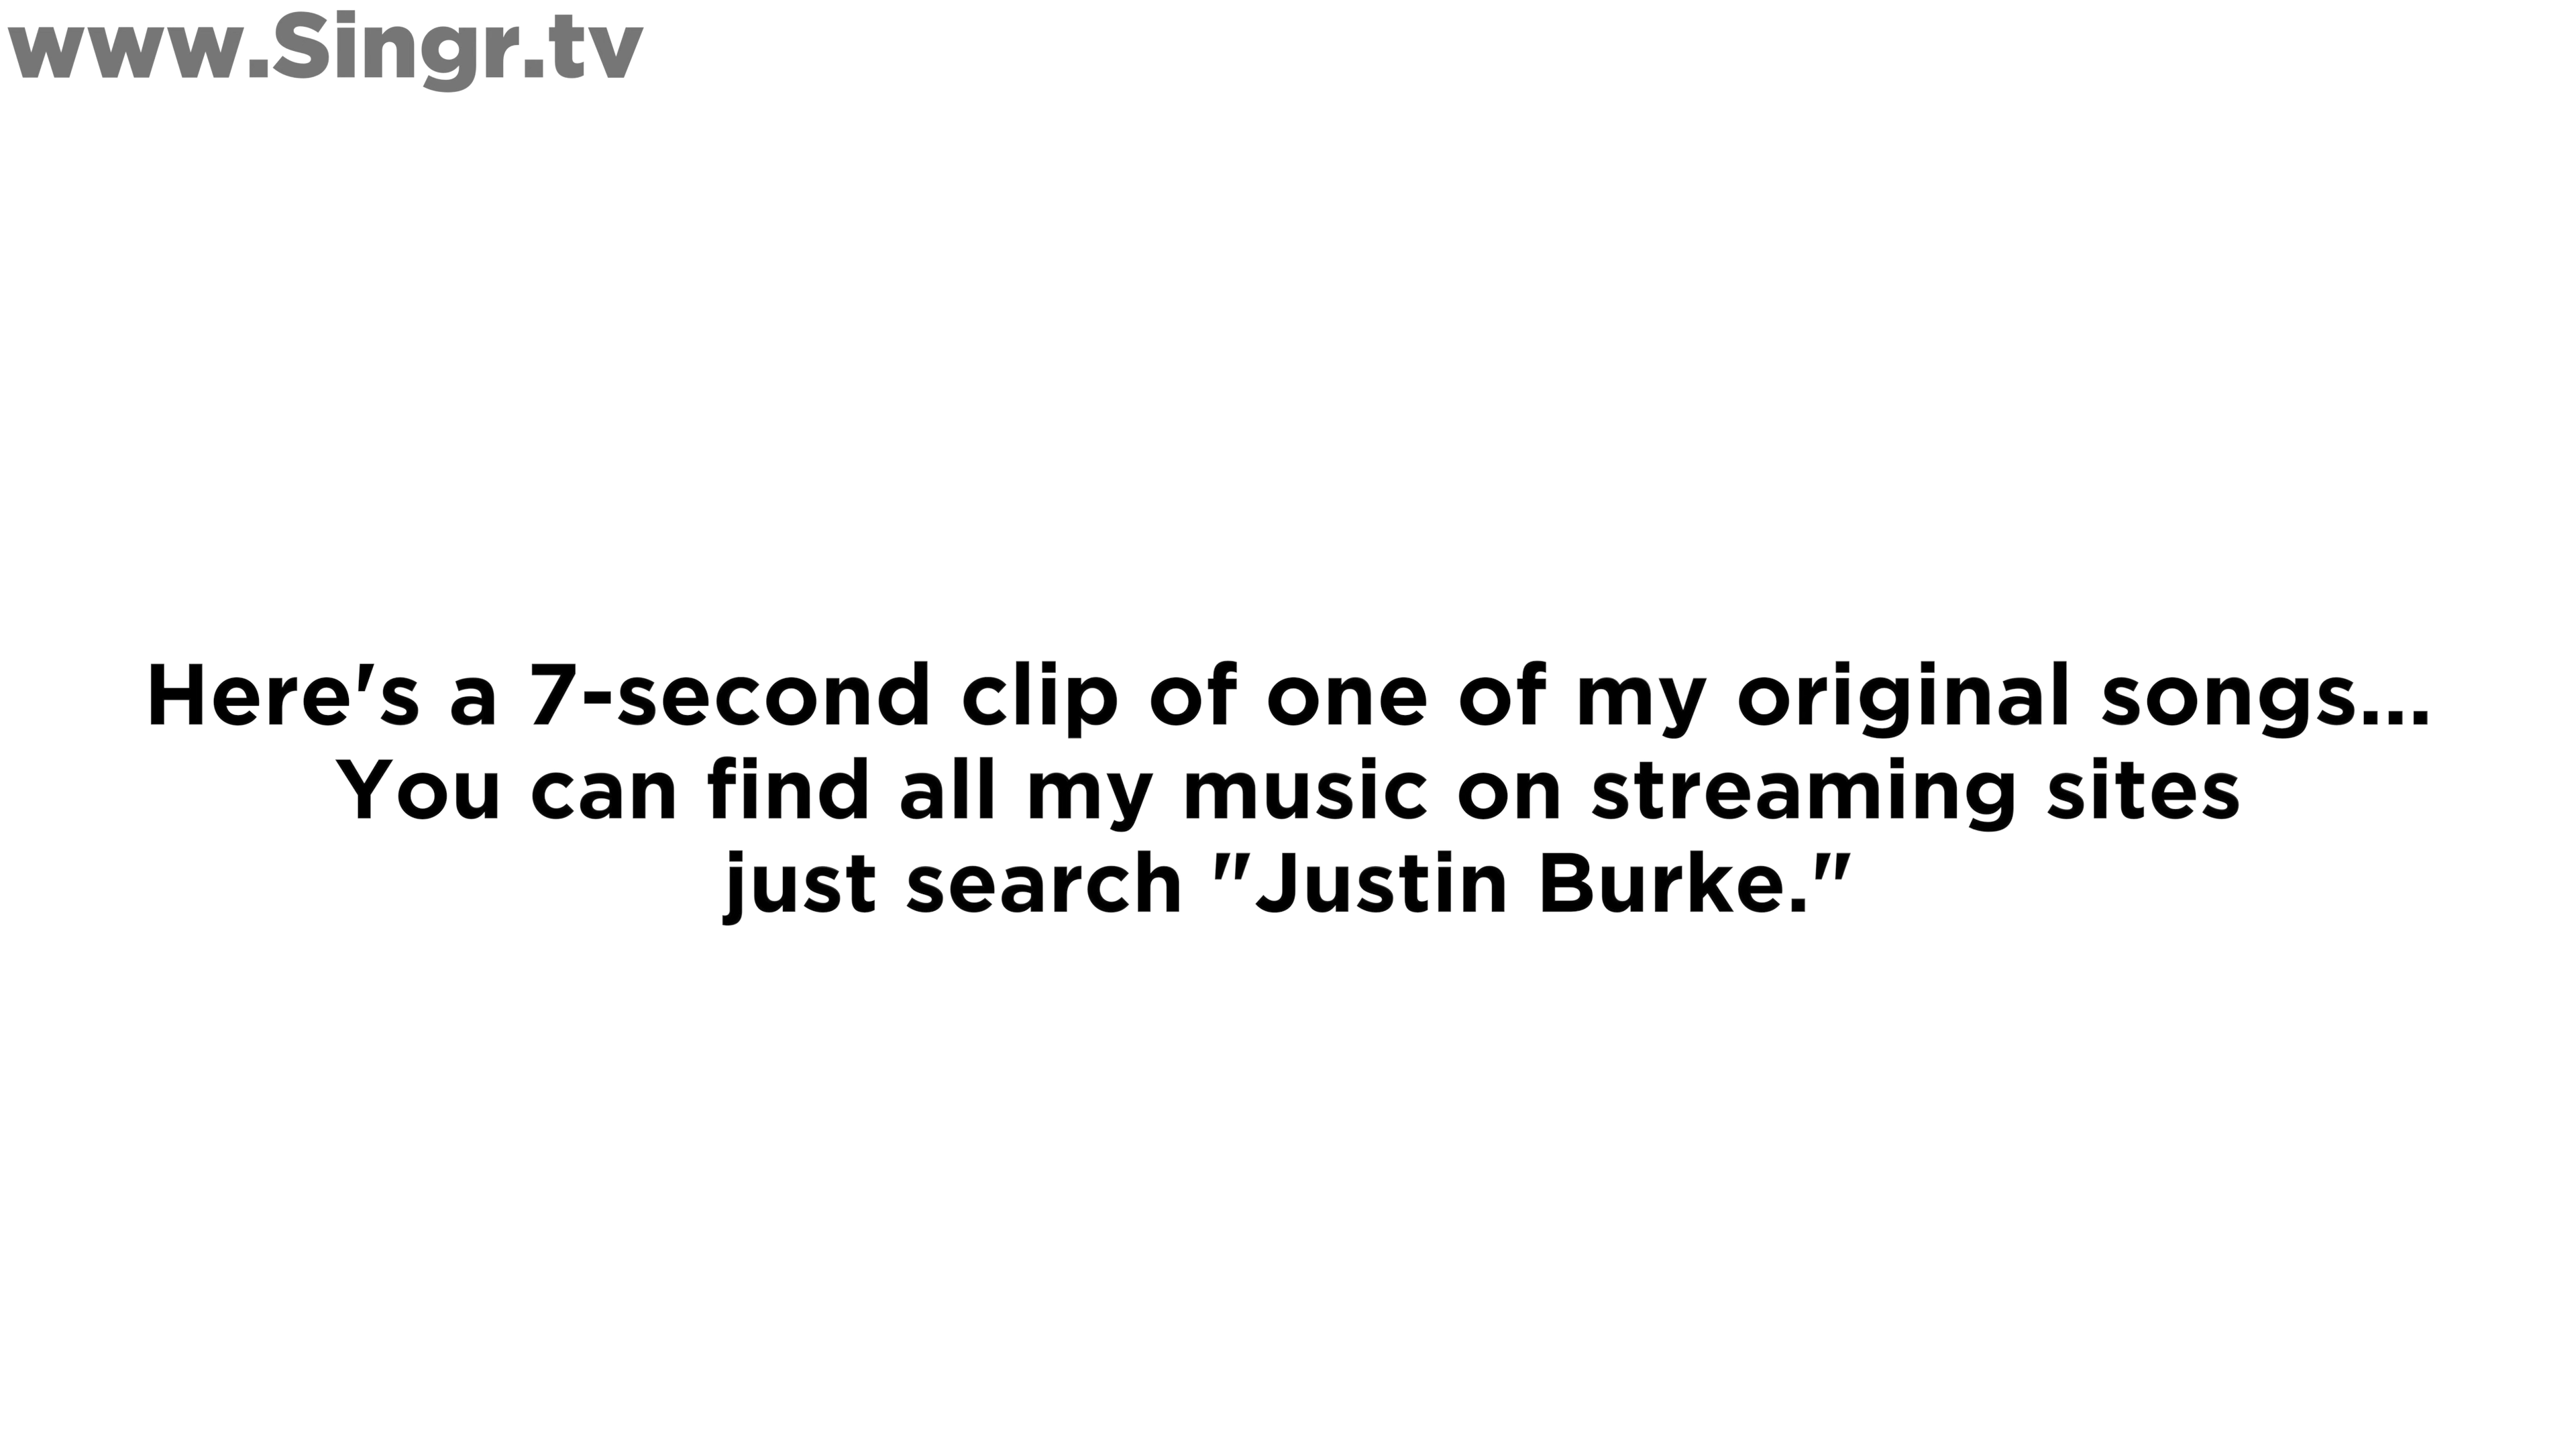 www.Singr.tv
Here's a 7-second clip of one of my original songs...
You can find all my music on streaming sites
just search "Justin Burke."